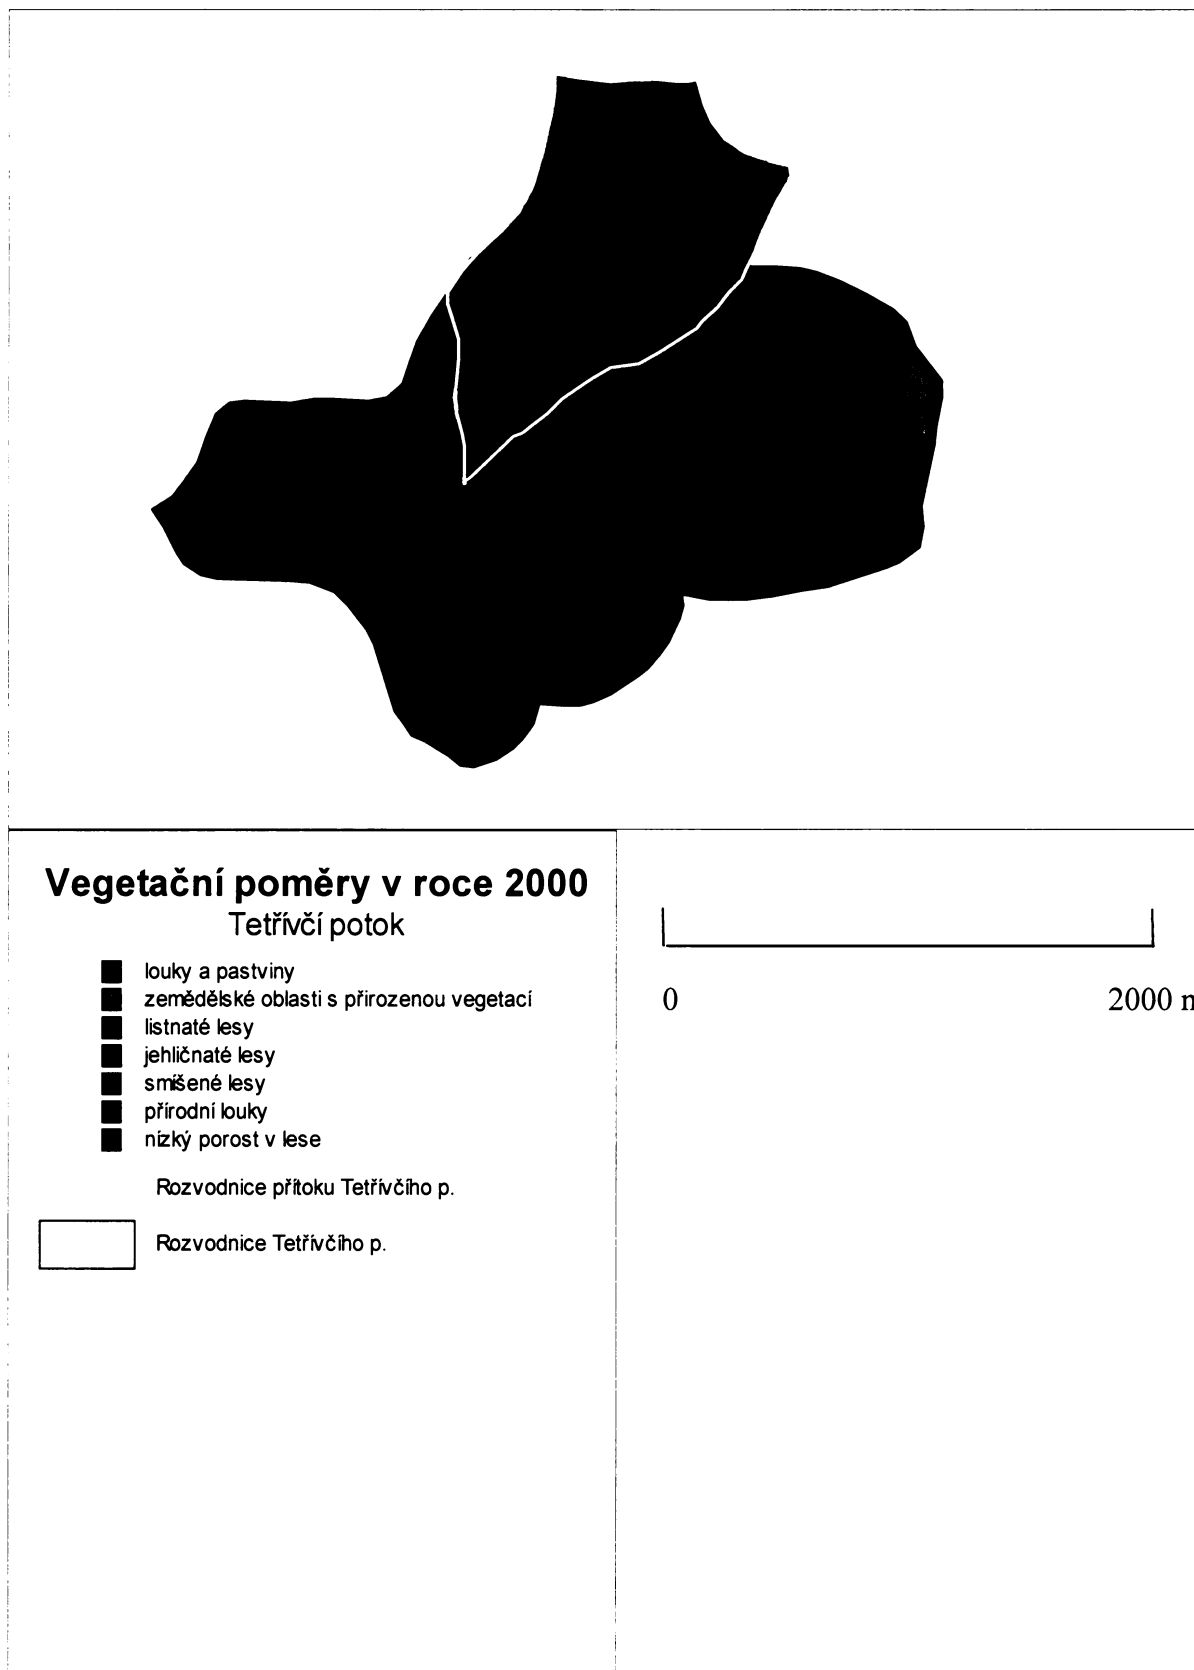 Vegetační poměry v roce 2000
Tetřívčí potok
louky a pastviny
zemědělské oblasti s přirozenou vegetací
listnaté lesy
jehličnaté lesy
smíšené lesy
přírodní louky
nízký porost v lese
Rozvodnice přítoku Tetřívčího p.
Rozvodnice Tetřívčího p.
0 2000 m